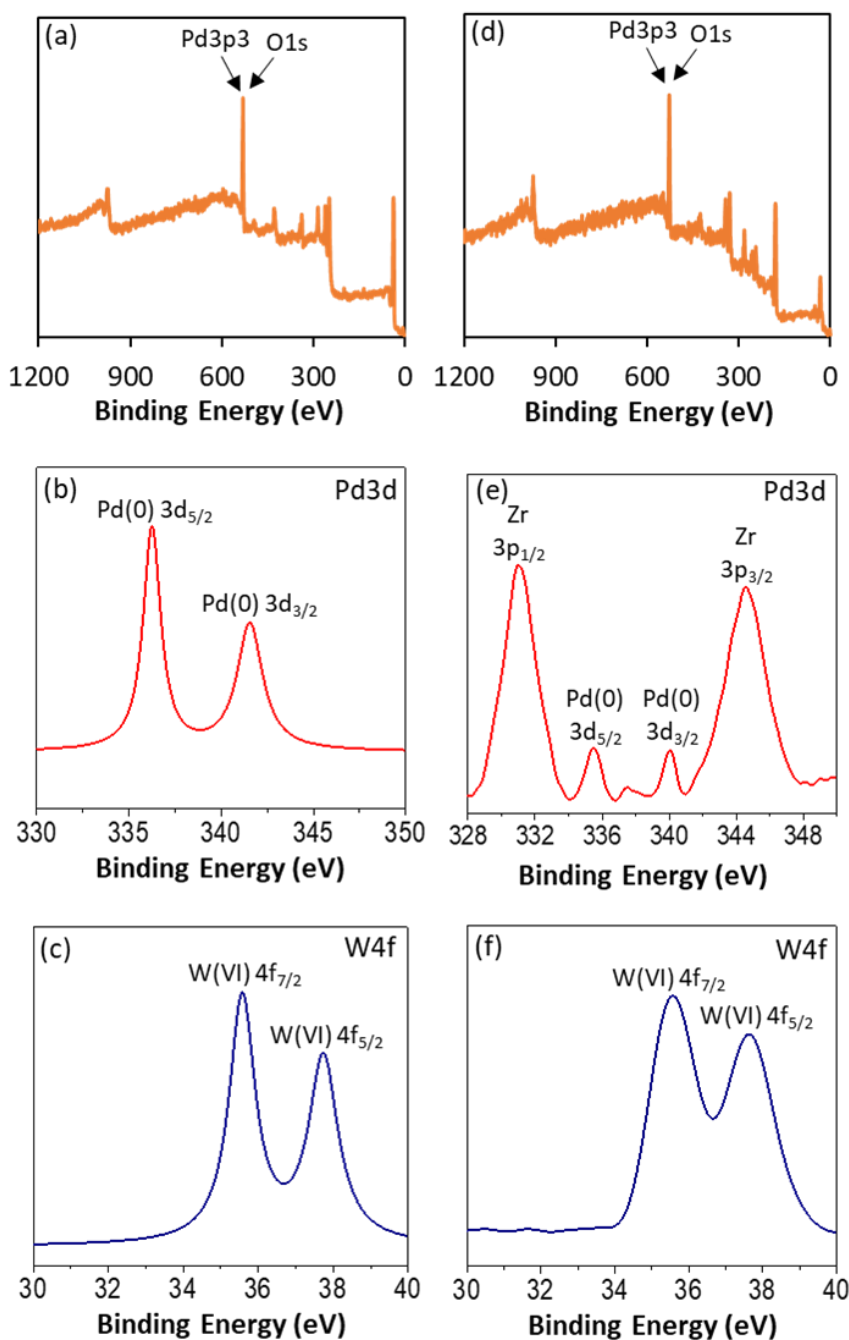 (a)
Pd3p3 O1s
1200 900 600 300 0
Binding Energy (eV)
(d)
Pd3p3 O1s
1200 900 600 300 0
Binding Energy (eV)
(b) Pd3d
Pd(0) 3d5/2
Pd(0) 3d3/2
330 335 340 345 350
Binding Energy (eV)
(e) Pd3d
Zr
3p1/2
Zr
3p3/2
Pd(0)
3d5/2
Pd(0)
3d3/2
328 332 336 340 344 348
Binding Energy (eV)
(c) W4f
W(VI) 4f7/2
W(VI) 4f5/2
30 32 34 36 38 40
Binding Energy (eV)
(f) W4f
W(VI) 4f7/2
W(VI) 4f5/2
30 32 34 36 38 40
Binding Energy (eV)